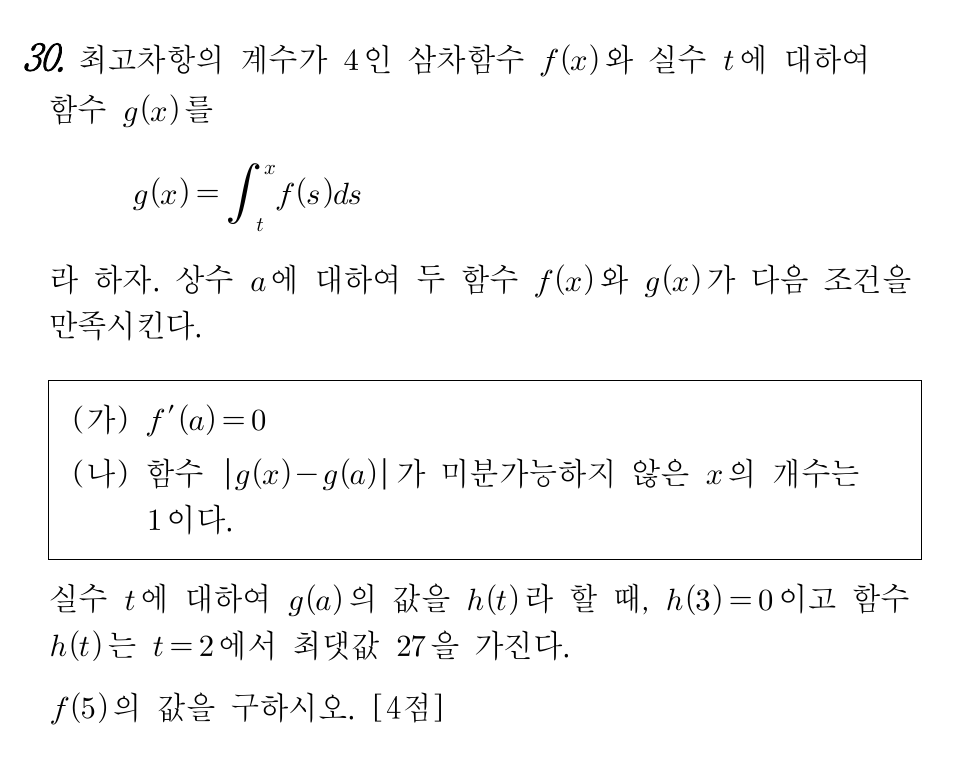 30. 최고차항의 계수가 4인 삼차함수 f(x)와 실수 t에 대하여
함수 g(x)를
g(x)=∫_t^x f(s)ds
라 하자. 상수 a에 대하여 두 함수 f(x)와 g(x)가 다음 조건을
만족시킨다.
(가) f′(a)=0
(나) 함수 |g(x)−g(a)|가 미분가능하지 않은 x의 개수는
1이다.
실수 t에 대하여 g(a)의 값을 h(t)라 할 때, h(3)=0이고 함수
h(t)는 t=2에서 최댓값 27을 가진다.
f(5)의 값을 구하시오. [4점]